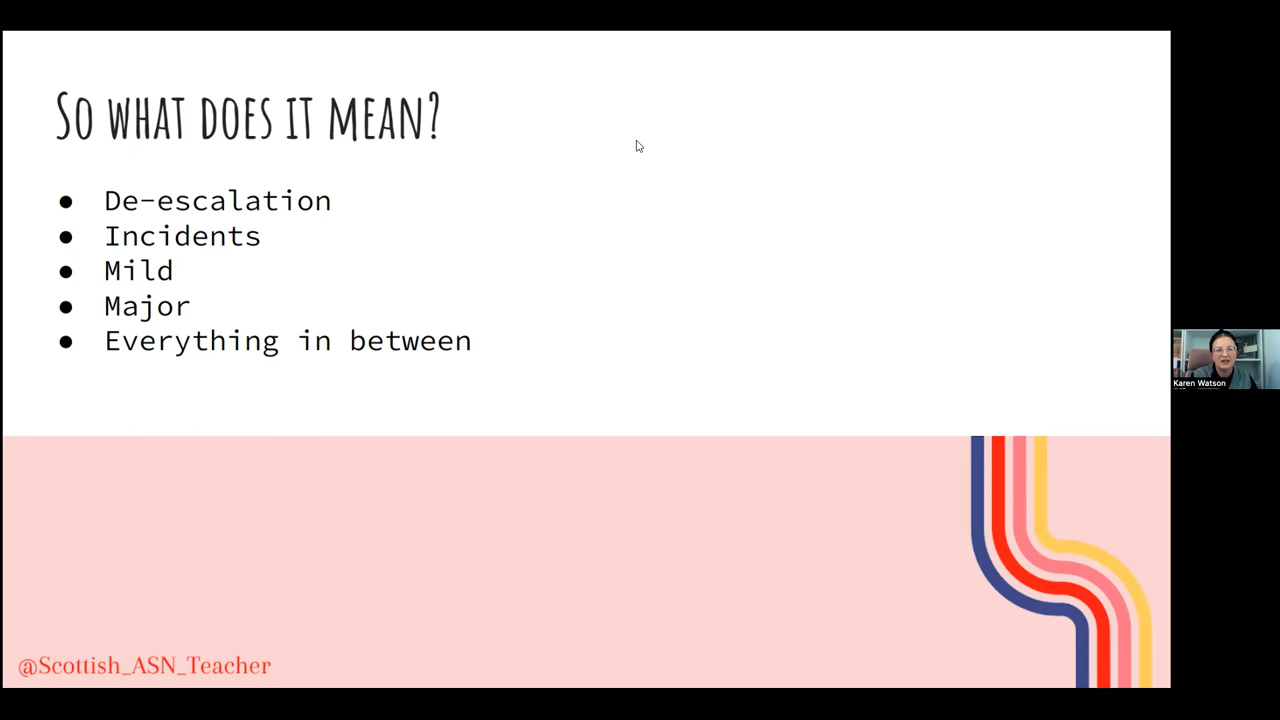 So what does it mean?
● De-escalation
● Incidents
● Mild
● Major
● Everything in between
Karen Watson
@Scottish_ASN_Teacher